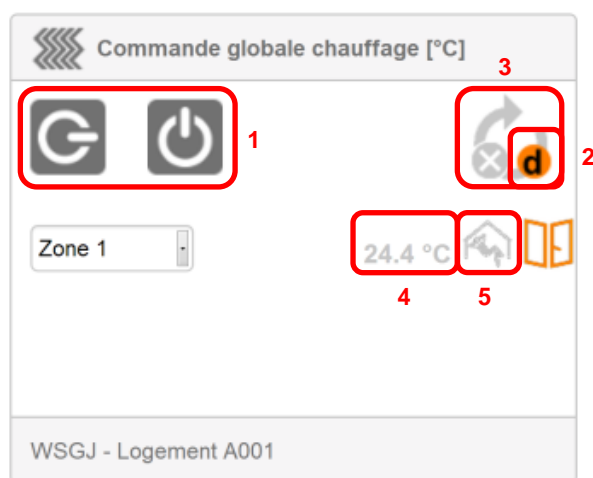 Commande globale chauffage [°C]
3
1
d
2
Zone 1
24.4 °C
4
5
WSGJ - Logement A001